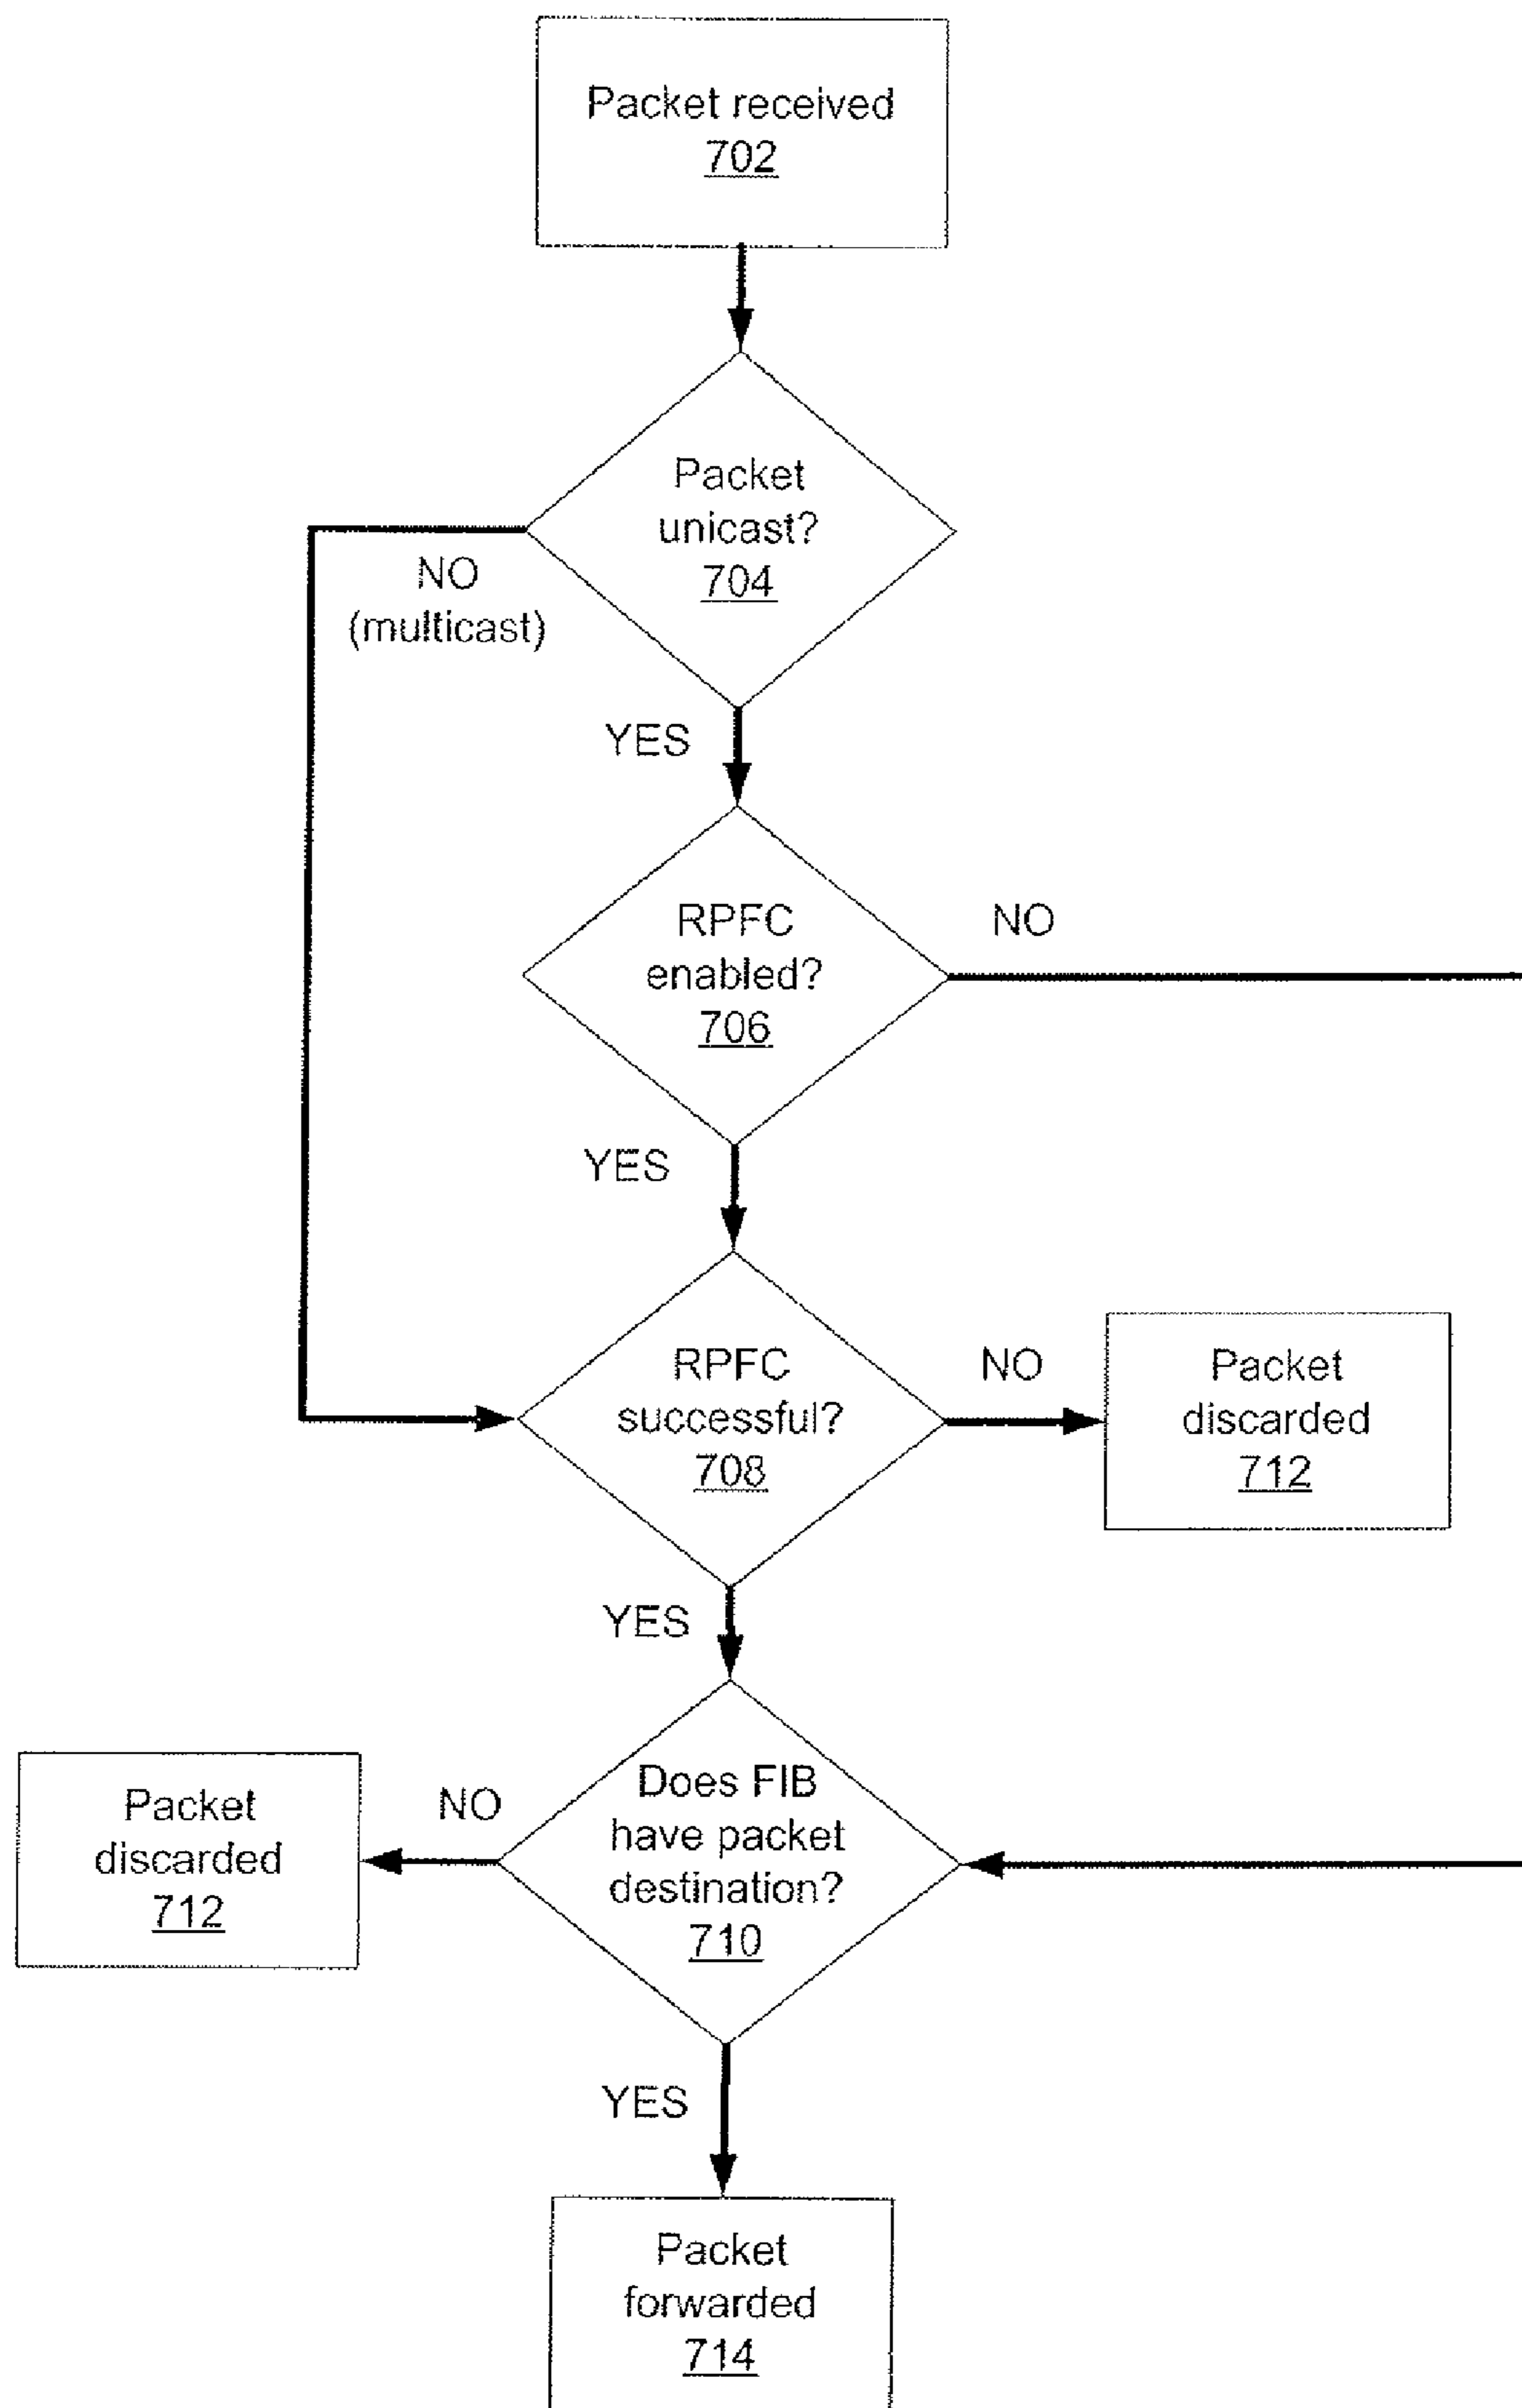 Packet received
702
Packet
unicast?
704
NO
(multicast)
YES
RPFC
enabled?
706
NO
YES
RPFC
successful?
708
NO
Packet
discarded
712
YES
Does FIB
have packet
destination?
710
NO
Packet
discarded
712
YES
Packet
forwarded
714